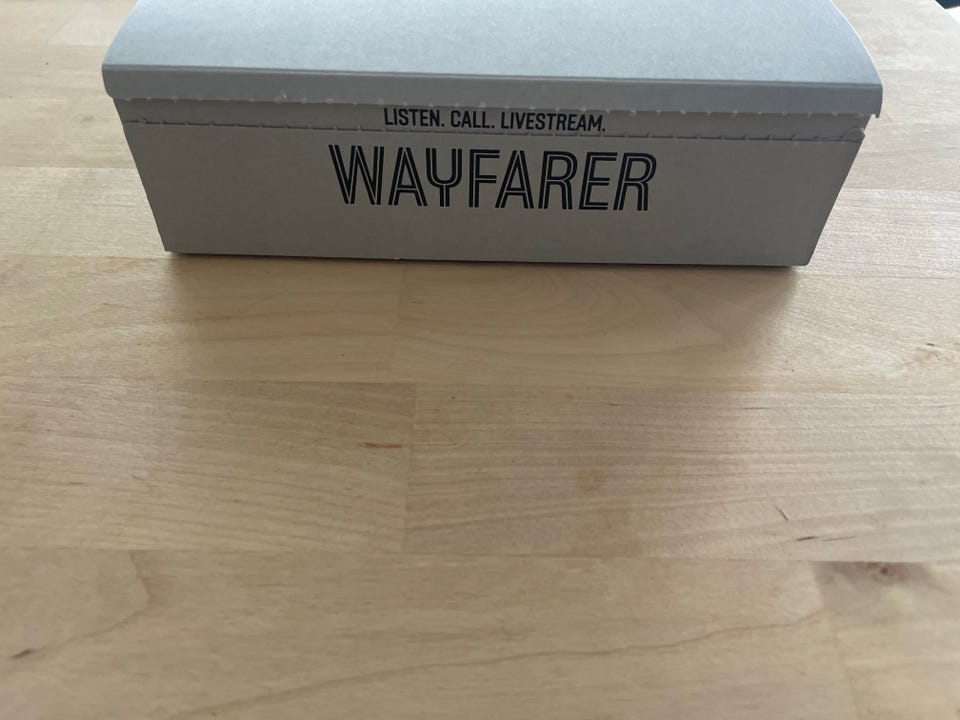 LISTEN. CALL. LIVESTREAM.
WAYFARER